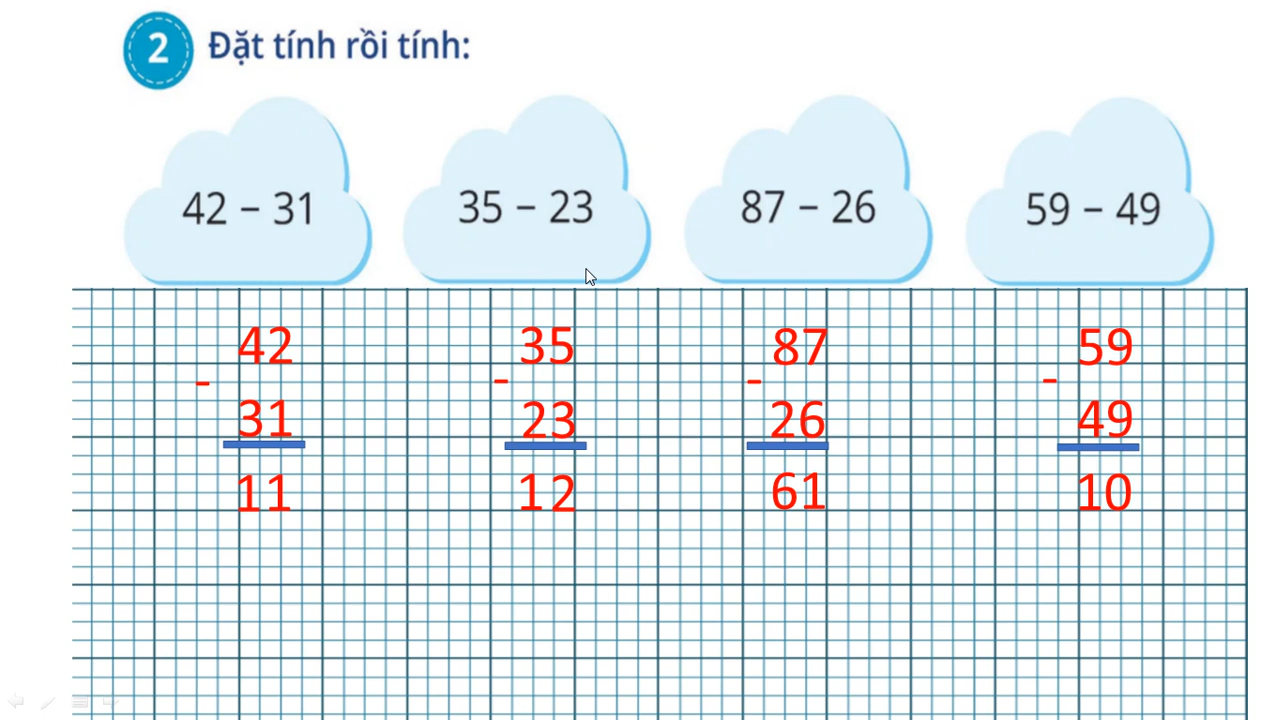 2 Đặt tính rồi tính:
42 – 31 35 – 23 87 – 26 59 – 49
42 35 87 59
- - - -
31 23 26 49
11 12 61 10